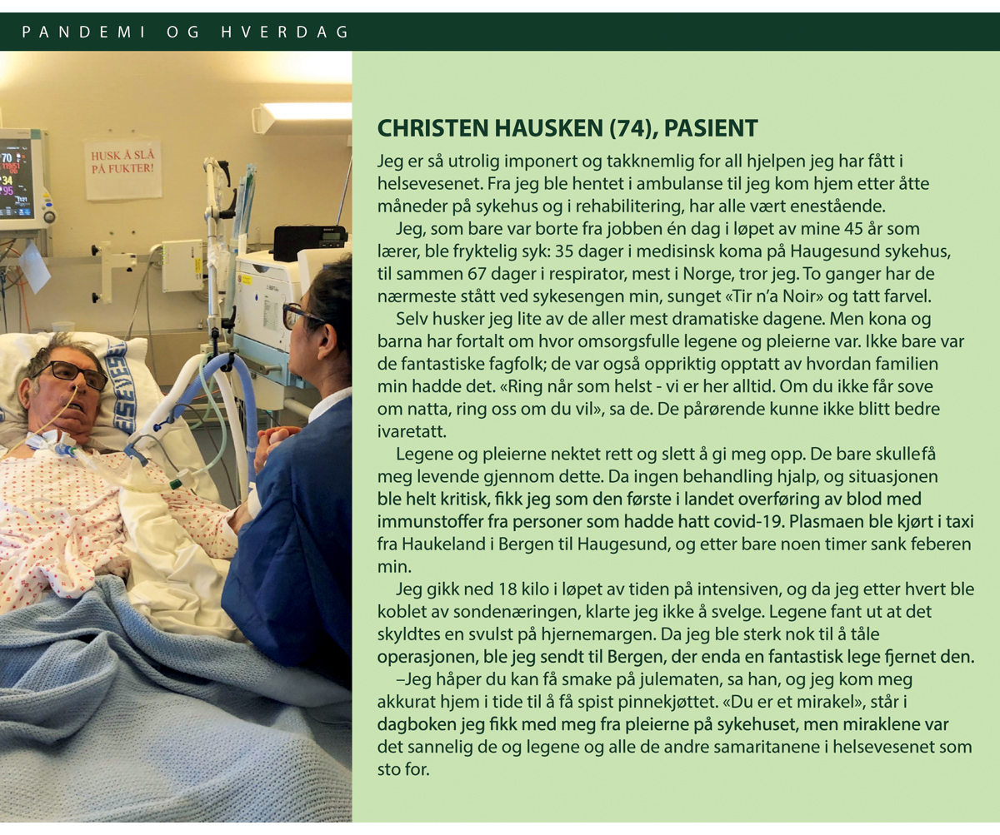 PANDEMI OG HVERDAG
HUSK Å SLÅ
PÅ FUKTER!
70
34
95
CHRISTEN HAUSKEN (74), PASIENT
Jeg er så utrolig imponert og takknemlig for all hjelpen jeg har fått i
helsevesenet. Fra jeg ble hentet i ambulanse til jeg kom hjem etter åtte
måneder på sykehus og i rehabilitering, har alle vært enestående.
Jeg, som bare var borte fra jobben én dag i løpet av mine 45 år som
lærer, ble fryktelig syk: 35 dager i medisinsk koma på Haugesund sykehus,
til sammen 67 dager i respirator, mest i Norge, tror jeg. To ganger har de
nærmeste stått ved sykesengen min, sunget «Tir n’a Noir» og tatt farvel.
Selv husker jeg lite av de aller mest dramatiske dagene. Men kona og
barna har fortalt om hvor omsorgsfulle legene og pleierne var. Ikke bare var
de fantastiske fagfolk; de var også oppriktig opptatt av hvordan familien
min hadde det. «Ring når som helst - vi er her alltid. Om du ikke får sove
om natta, ring oss om du vil», sa de. De pårørende kunne ikke blitt bedre
ivaretatt.
Legene og pleierne nektet rett og slett å gi meg opp. De bare skullefå
meg levende gjennom dette. Da ingen behandling hjalp, og situasjonen
ble helt kritisk, fikk jeg som den første i landet overføring av blod med
immunstoffer fra personer som hadde hatt covid-19. Plasmaen ble kjørt i taxi
fra Haukeland i Bergen til Haugesund, og etter bare noen timer sank feberen
min.
Jeg gikk ned 18 kilo i løpet av tiden på intensiven, og da jeg etter hvert ble
koblet av sondenæringen, klarte jeg ikke å svelge. Legene fant ut at det
skyldtes en svulst på hjernemargen. Da jeg ble sterk nok til å tåle
operasjonen, ble jeg sendt til Bergen, der enda en fantastisk lege fjernet den.
–Jeg håper du kan få smake på julematen, sa han, og jeg kom meg
akkurat hjem i tide til å få spist pinnekjøttet. «Du er et mirakel», står i
dagboken jeg fikk med meg fra pleierne på sykehuset, men miraklene var
det sannelig de og legene og alle de andre samaritanene i helsevesenet som
sto for.